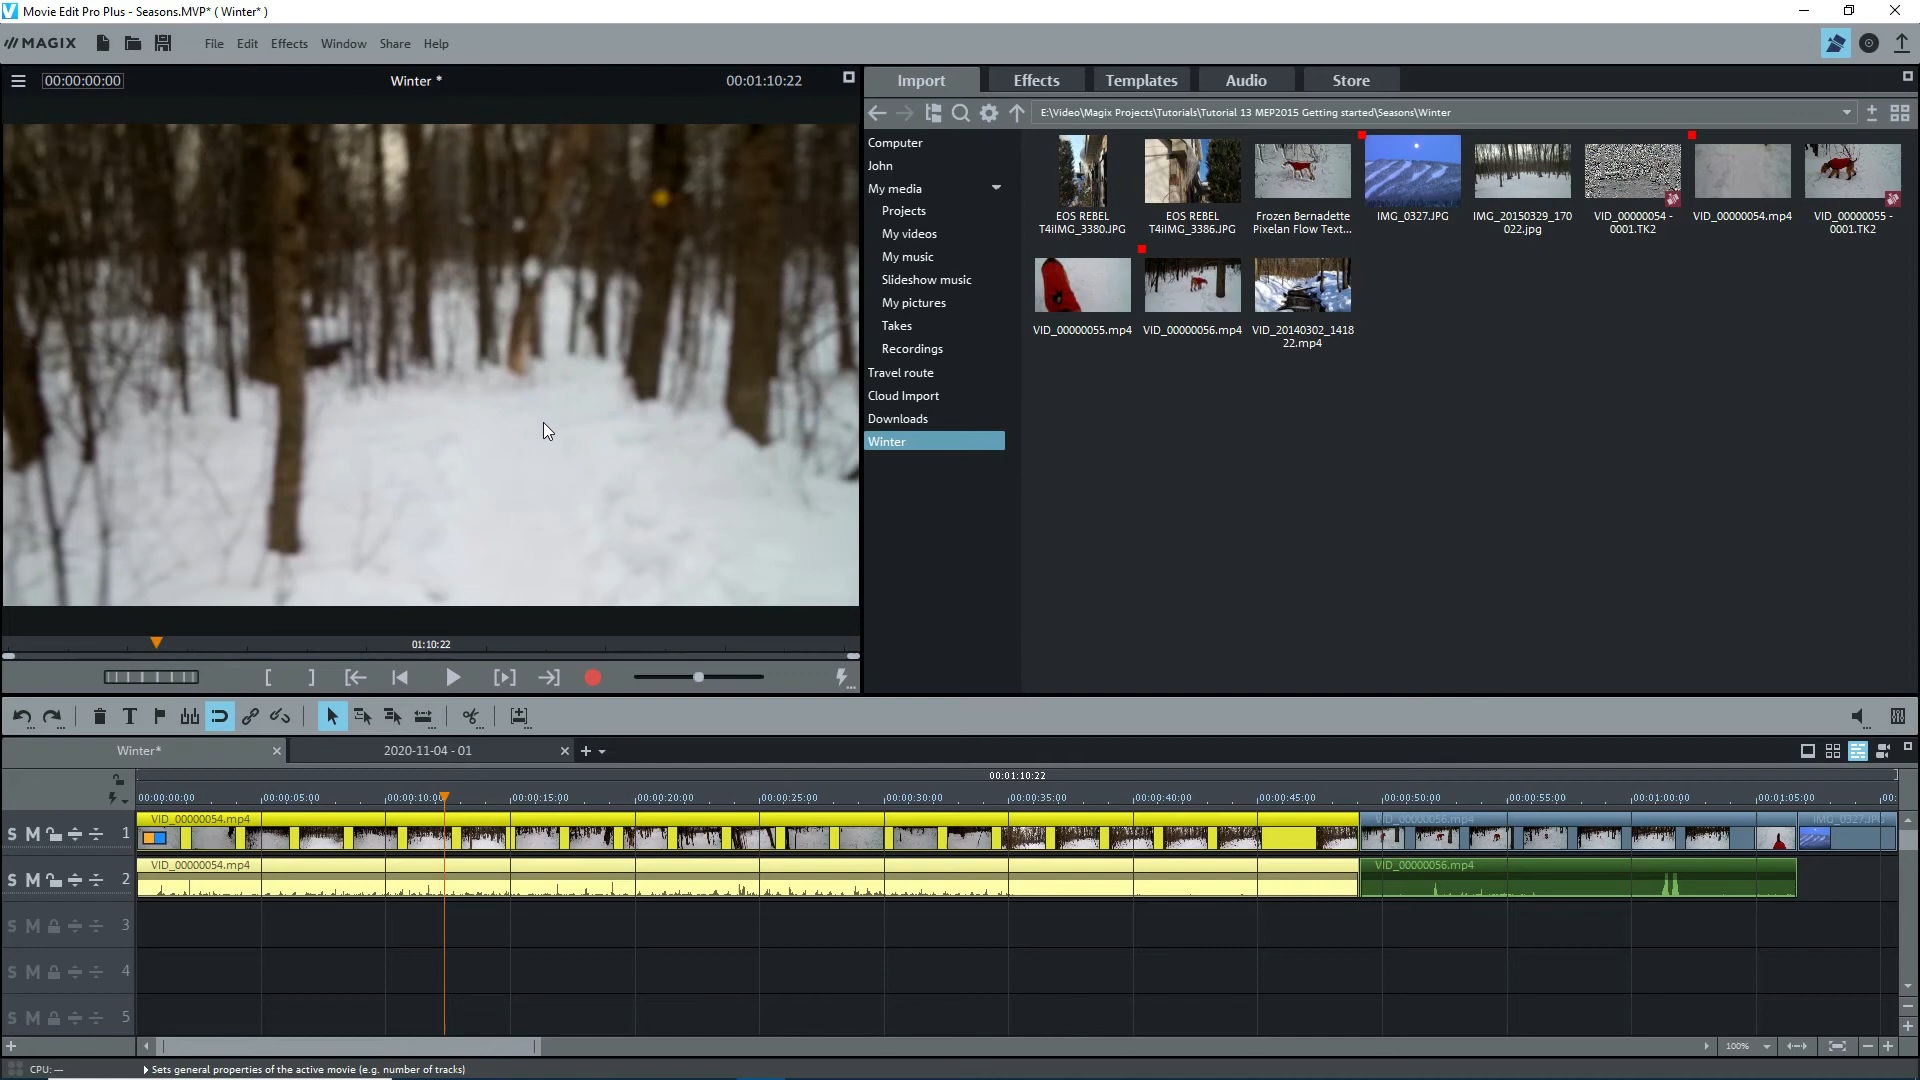 Movie Edit Pro Plus - Seasons.MVP* ( Winter* )
MAGIX
File Edit Effects Window Share Help
00:00:00:00 Winter * 00:01:10:22
Import Effects Templates Audio Store
E:\Video\Magix Projects\Tutorials\Tutorial 13 MEP2015 Getting started\Seasons\Winter
Computer
John
My media
Projects
My videos
My music
Slideshow music
My pictures
Takes
Recordings
Travel route
Cloud Import
Downloads
Winter
EOS REBEL
T4iIMG_3380.JPG
EOS REBEL
T4iIMG_3386.JPG
Frozen Bernadette
Pixelan Flow Text...
IMG_0327.JPG
IMG_20150329_170
022.jpg
VID_00000054 -
0001.TK2
VID_00000054.mp4
VID_00000055 -
0001.TK2
VID_00000055.mp4
VID_00000056.mp4
VID_20140302_1418
22.mp4
01:10:22
Winter* 2020-11-04 - 01
00:01:10:22
00:00:00:00 00:00:05:00 00:00:10:00 00:00:15:00 00:00:20:00 00:00:25:00 00:00:30:00 00:00:35:00 00:00:40:00 00:00:45:00 00:00:50:00 00:00:55:00 00:01:00:00 00:01:05:00 00:
VID_00000054.mp4 VID_00000056.mp4 IMG_0327.JPG
S M 1
VID_00000054.mp4 VID_00000056.mp4
S M 2
S M 3
S M 4
S M 5
100%
CPU: — Sets general properties of the active movie (e.g. number of tracks)